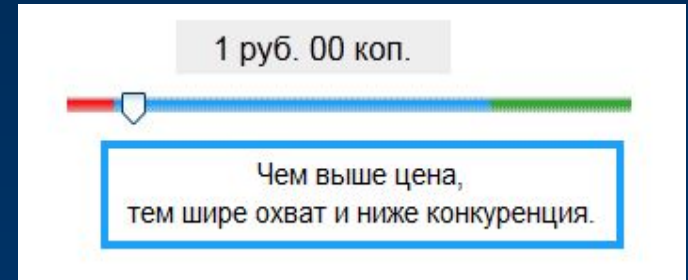 1 руб. 00 коп.
Чем выше цена,
тем шире охват и ниже конкуренция.